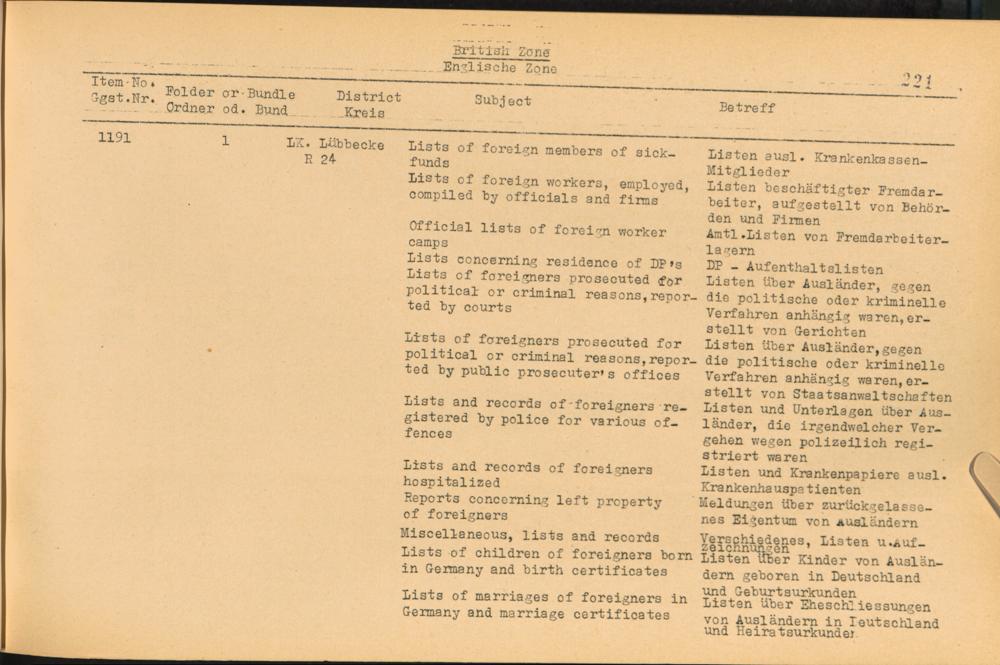 British Zone
Englische Zone
221
Item-No. Folder or Bundle District Subject Betreff
Ggst.Nr. Ordner od. Bund Kreis
1191 1 LK. Lübbecke
R 24
Lists of foreign members of sick-
funds
Lists of foreign workers, employed,
compiled by officials and firms
Official lists of foreign worker
camps
Lists concerning residence of DP's
Lists of foreigners prosecuted for
political or criminal reasons,repor-
ted by courts
Lists of foreigners prosecuted for
political or criminal reasons,repor-
ted by public prosecuter's offices
Lists and records of foreigners re-
gistered by police for various of-
fences
Lists and records of foreigners
hospitalized
Reports concerning left property
of foreigners
Miscellaneous, lists and records
Lists of children of foreigners born
in Germany and birth certificates
Lists of marriages of foreigners in
Germany and marriage certificates
Listen ausl. Krankenkassen-
Mitglieder
Listen beschäftigter Fremdar-
beiter, aufgestellt von Behör-
den und Firmen
Amtl.Listen von Fremdarbeiter-
lagern
DP - Aufenthaltslisten
Listen über Ausländer, gegen
die politische oder kriminelle
Verfahren anhängig waren,er-
stellt von Gerichten
Listen über Ausländer,gegen
die politische oder kriminelle
Verfahren anhängig waren,er-
stellt von Staatsanwaltschaften
Listen und Unterlagen über Aus-
länder, die irgendwelcher Ver-
gehen wegen polizeilich regi-
striert waren
Listen und Krankenpapiere ausl.
Krankenhauspatienten
Meldungen über zurückgelasse-
nes Eigentum von Ausländern
Verschiedenes, Listen u.Auf-
zeichnungen
Listen über Kinder von Auslän-
dern geboren in Deutschland
und Geburtsurkunden
Listen über Eheschliessungen
von Ausländern in Deutschland
und Heiratsurkunden